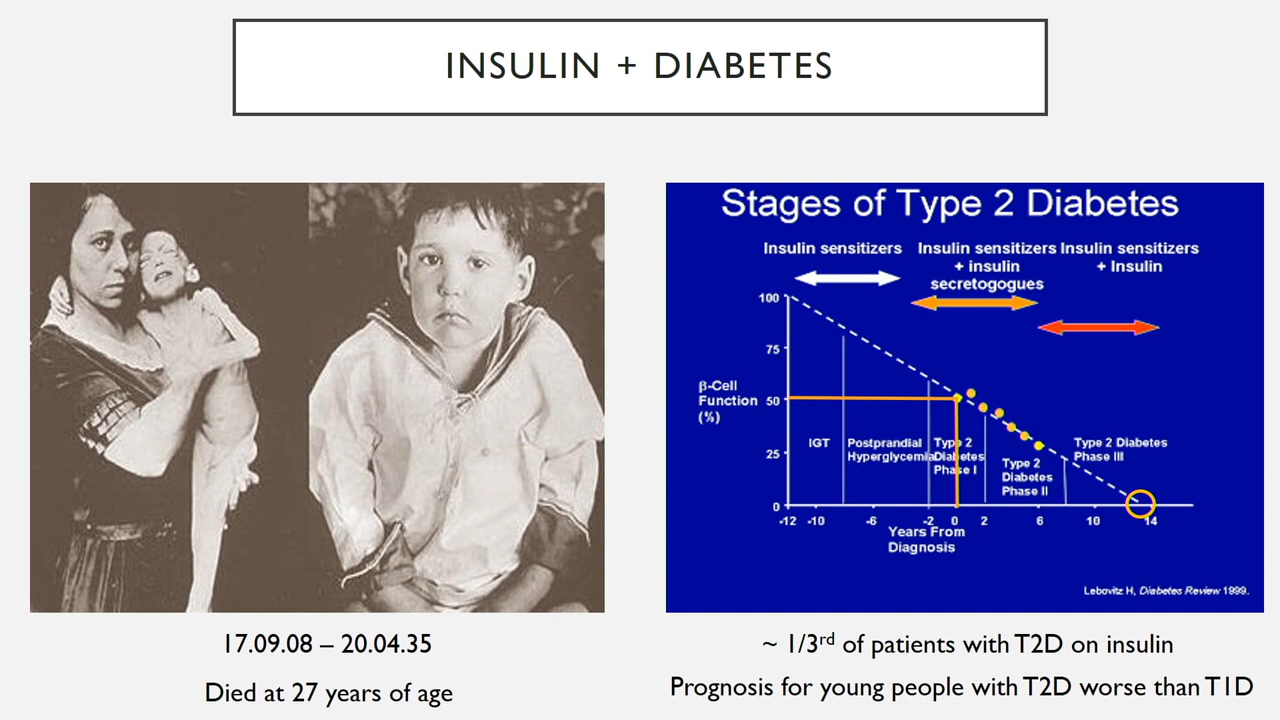 INSULIN + DIABETES
17.09.08 – 20.04.35
Died at 27 years of age
Stages of Type 2 Diabetes
Insulin sensitizers
Insulin sensitizers
+ insulin
secretogogues
Insulin sensitizers
+ Insulin
100
75
β-Cell
Function
(%)
50
25
0
IGT
Postprandial
Hyperglycemia
Type 2
Diabetes
Phase I
Type 2
Diabetes
Phase II
Type 2 Diabetes
Phase III
-12 -10 -6 -2 0 2 6 10 14
Years From
Diagnosis
Lebovitz H, Diabetes Review 1999.
~ 1/3rd of patients with T2D on insulin
Prognosis for young people with T2D worse than T1D